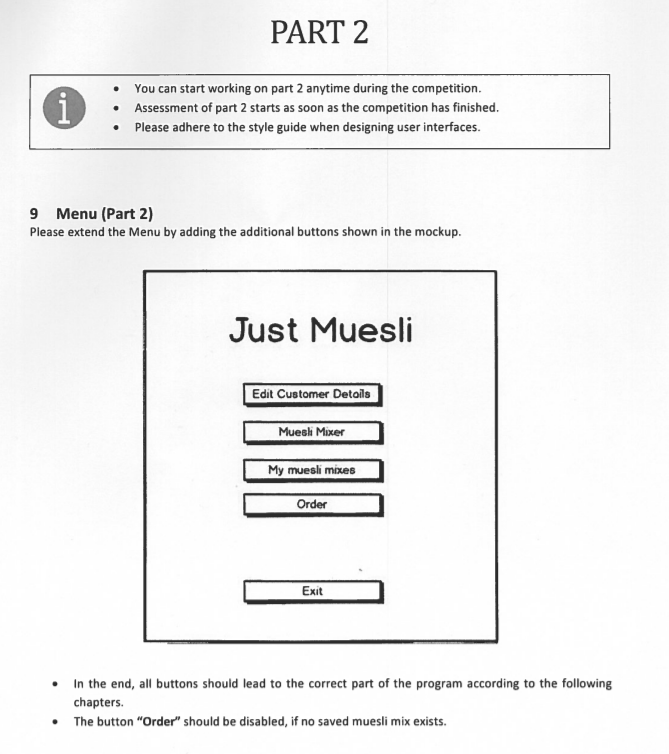 PART 2
i
• You can start working on part 2 anytime during the competition.
• Assessment of part 2 starts as soon as the competition has finished.
• Please adhere to the style guide when designing user interfaces.
9 Menu (Part 2)
Please extend the Menu by adding the additional buttons shown in the mockup.
Just Muesli
Edit Customer Details
Muesli Mixer
My muesli mixes
Order
Exit
• In the end, all buttons should lead to the correct part of the program according to the following
chapters.
• The button "Order" should be disabled, if no saved muesli mix exists.